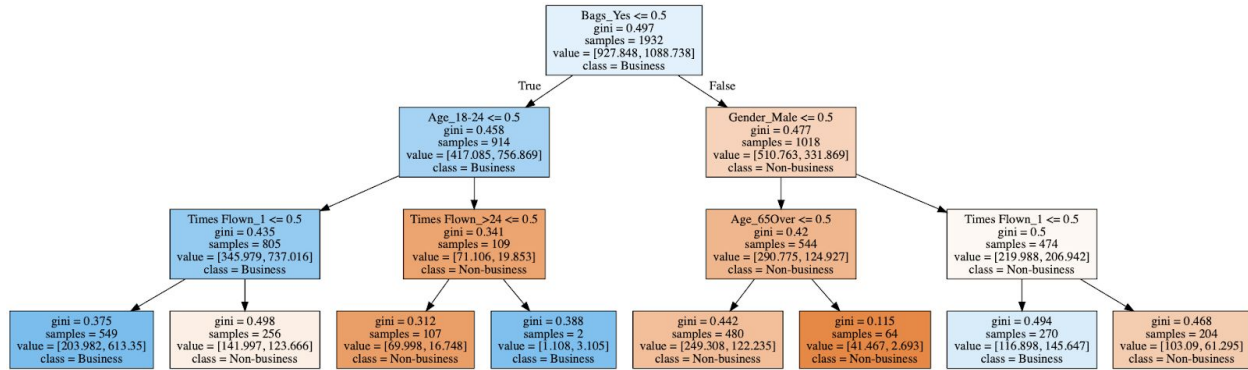 Bags_Yes <= 0.5
gini = 0.497
samples = 1932
value = [927.848, 1088.738]
class = Business
True
False
Age_18-24 <= 0.5
gini = 0.458
samples = 914
value = [417.085, 756.869]
class = Business
Gender_Male <= 0.5
gini = 0.477
samples = 1018
value = [510.763, 331.869]
class = Non-business
Times Flown_1 <= 0.5
gini = 0.435
samples = 805
value = [345.979, 737.016]
class = Business
Times Flown_>24 <= 0.5
gini = 0.341
samples = 109
value = [71.106, 19.853]
class = Non-business
Age_65Over <= 0.5
gini = 0.42
samples = 544
value = [290.775, 124.927]
class = Non-business
Times Flown_1 <= 0.5
gini = 0.5
samples = 474
value = [219.988, 206.942]
class = Non-business
gini = 0.375
samples = 549
value = [203.982, 613.35]
class = Business
gini = 0.498
samples = 256
value = [141.997, 123.666]
class = Non-business
gini = 0.312
samples = 107
value = [69.998, 16.748]
class = Non-business
gini = 0.388
samples = 2
value = [1.108, 3.105]
class = Business
gini = 0.442
samples = 480
value = [249.308, 122.235]
class = Non-business
gini = 0.115
samples = 64
value = [41.467, 2.693]
class = Non-business
gini = 0.494
samples = 270
value = [116.898, 145.647]
class = Business
gini = 0.468
samples = 204
value = [103.09, 61.295]
class = Non-business